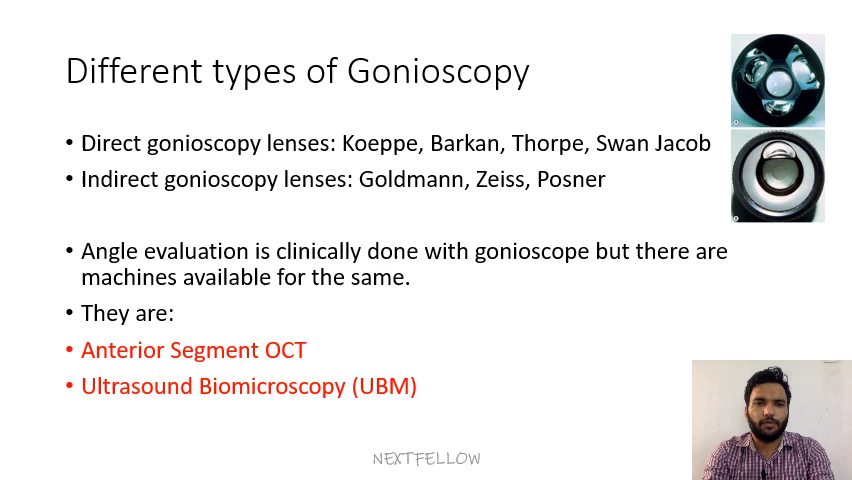 Different types of Gonioscopy
• Direct gonioscopy lenses: Koeppe, Barkan, Thorpe, Swan Jacob
• Indirect gonioscopy lenses: Goldmann, Zeiss, Posner
• Angle evaluation is clinically done with gonioscope but there are
machines available for the same.
• They are:
• Anterior Segment OCT
• Ultrasound Biomicroscopy (UBM)
NEXTFELLOW